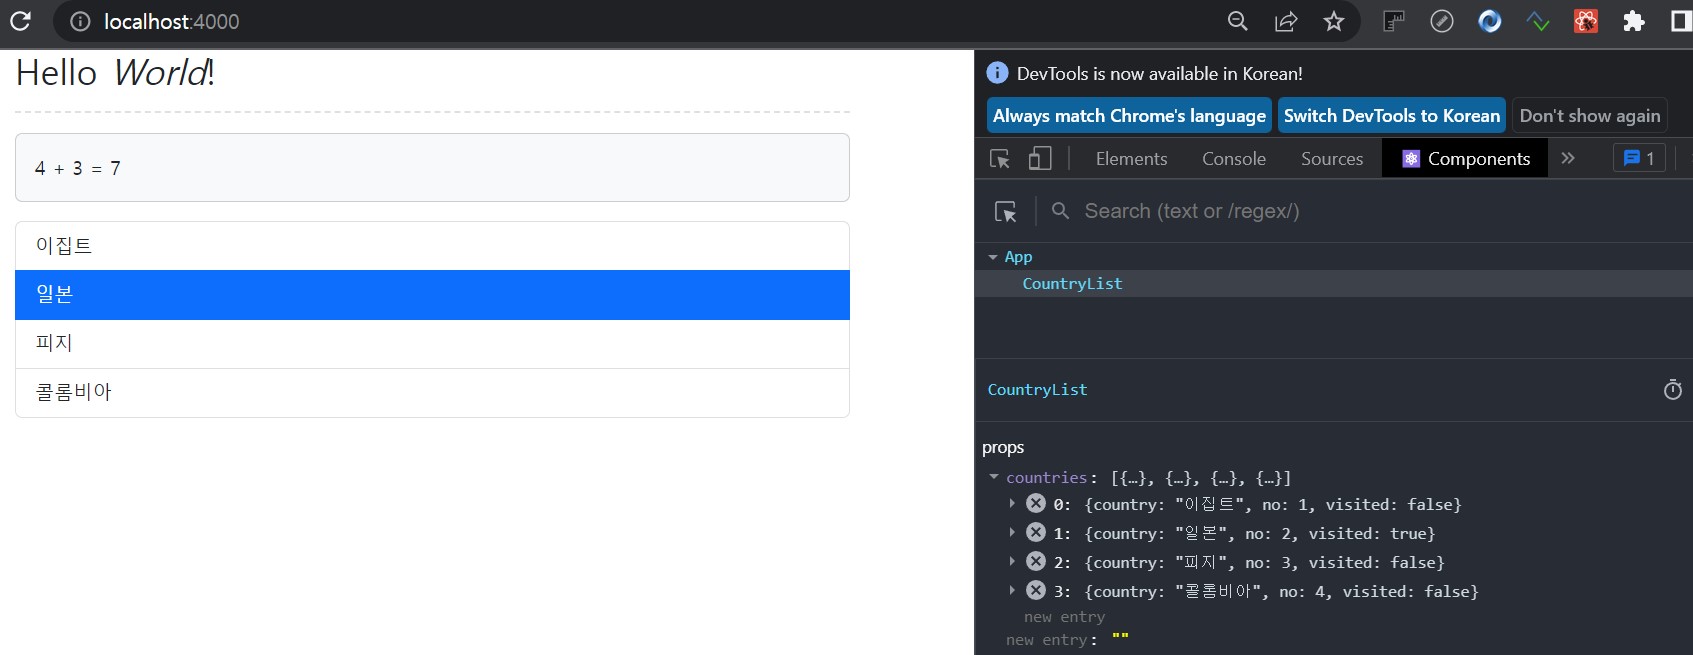 localhost:4000
Hello World!
4 + 3 = 7
이집트
일본
피지
콜롬비아
DevTools is now available in Korean!
Always match Chrome's language Switch DevTools to Korean Don't show again
Elements Console Sources Components » 1
Search (text or /regex/)
App
CountryList
CountryList
props
countries: [{…}, {…}, {…}, {…}]
0: {country: "이집트", no: 1, visited: false}
1: {country: "일본", no: 2, visited: true}
2: {country: "피지", no: 3, visited: false}
3: {country: "콜롬비아", no: 4, visited: false}
new entry
new entry: ""